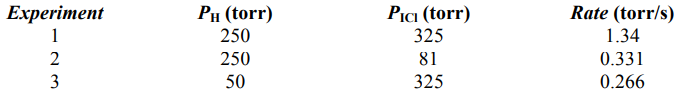 Experiment P_H (torr) P_ICl (torr) Rate (torr/s)
1 250 325 1.34
2 250 81 0.331
3 50 325 0.266